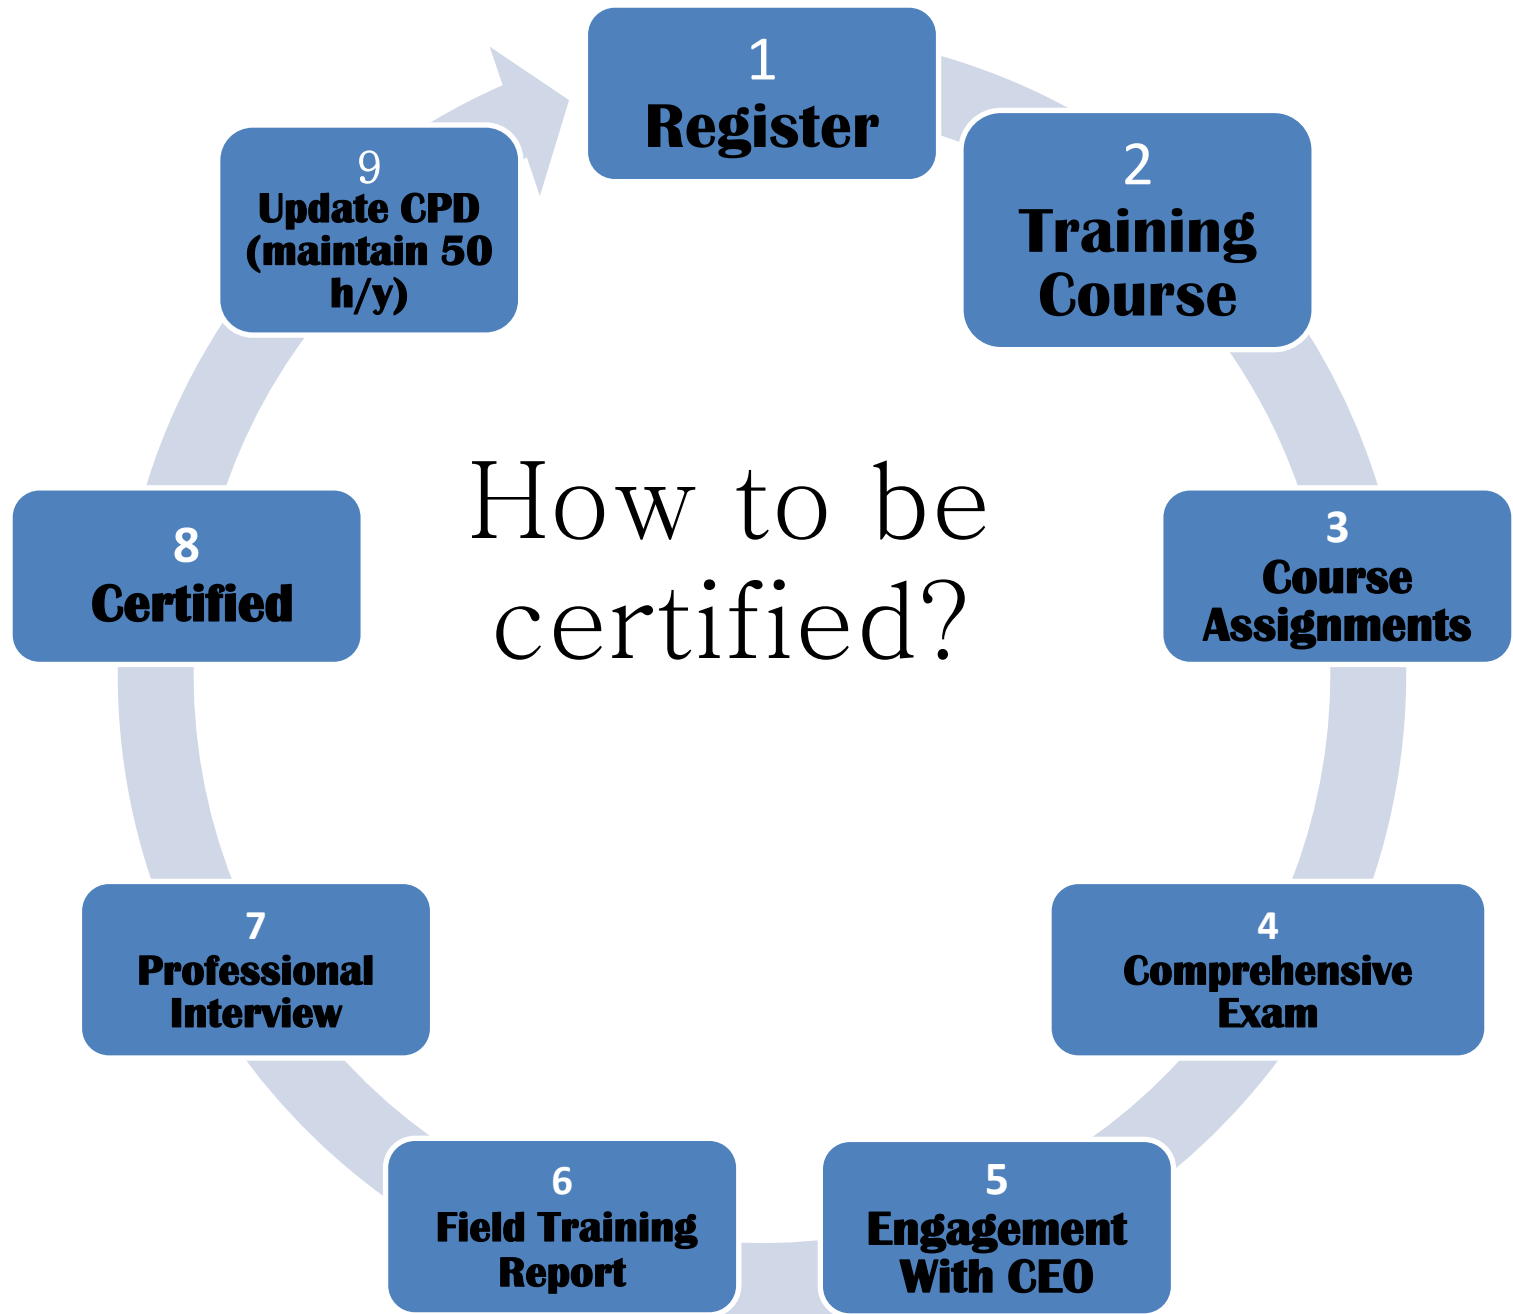 1
Register
2
Training
Course
3
Course
Assignments
4
Comprehensive
Exam
5
Engagement
With CEO
6
Field Training
Report
7
Professional
Interview
8
Certified
9
Update CPD
(maintain 50
h/y)
How to be
certified?